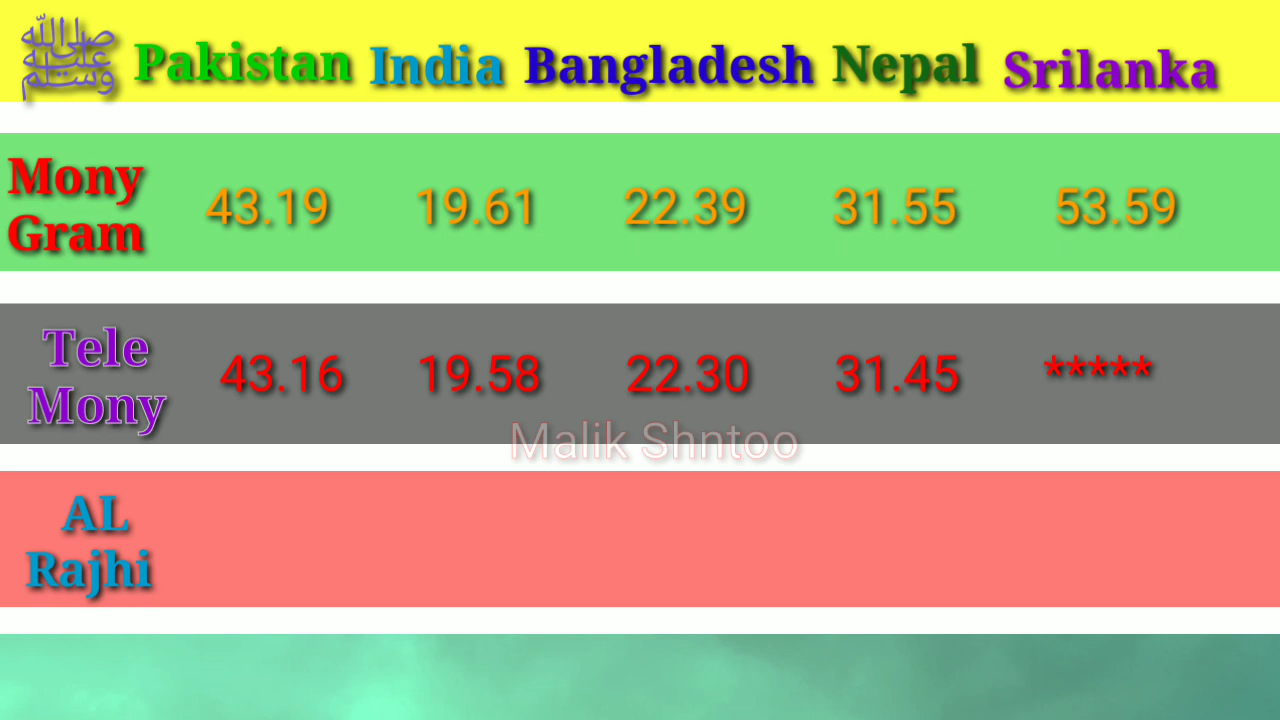 صلى الله
عليه
وسلم
Pakistan India Bangladesh Nepal Srilanka
Mony
Gram
43.19 19.61 22.39 31.55 53.59
Tele
Mony
43.16 19.58 22.30 31.45 *****
Malik Shntoo
AL
Rajhi